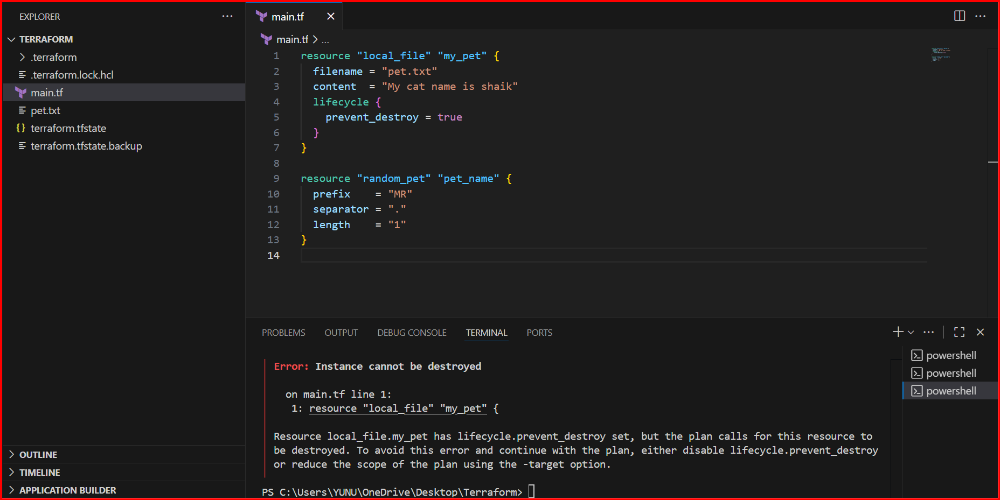 EXPLORER
TERRAFORM
.terraform
.terraform.lock.hcl
main.tf
pet.txt
{} terraform.tfstate
terraform.tfstate.backup
OUTLINE
TIMELINE
APPLICATION BUILDER
main.tf
main.tf > ...
1 resource "local_file" "my_pet" {
2   filename = "pet.txt"
3   content  = "My cat name is shaik"
4   lifecycle {
5     prevent_destroy = true
6   }
7 }
8
9 resource "random_pet" "pet_name" {
10   prefix    = "MR"
11   separator = "."
12   length    = "1"
13 }
14
PROBLEMS OUTPUT DEBUG CONSOLE TERMINAL PORTS
Error: Instance cannot be destroyed
on main.tf line 1:
1: resource "local_file" "my_pet" {
Resource local_file.my_pet has lifecycle.prevent_destroy set, but the plan calls for this resource to
be destroyed. To avoid this error and continue with the plan, either disable lifecycle.prevent_destroy
or reduce the scope of the plan using the -target option.
PS C:\Users\YUNU\OneDrive\Desktop\Terraform>
powershell
powershell
powershell